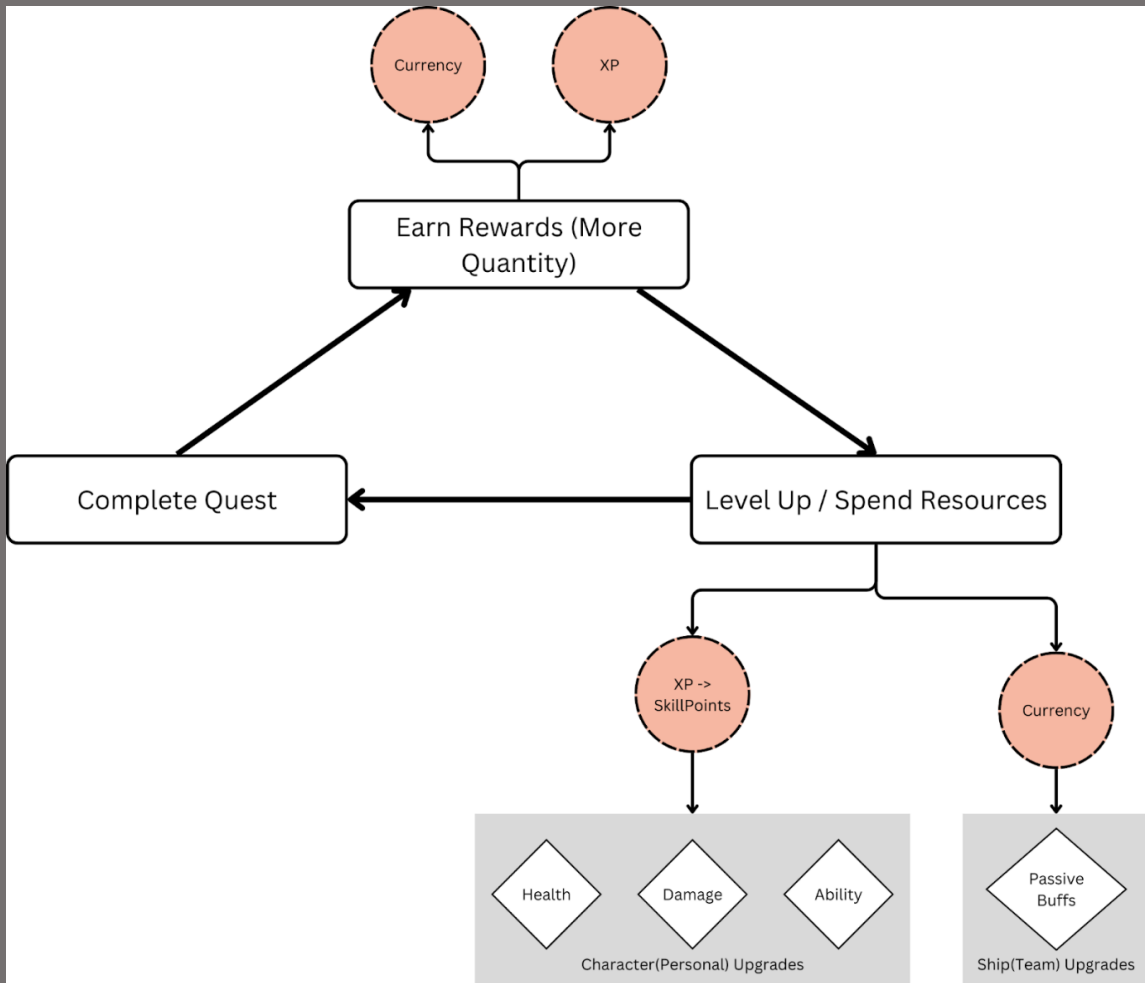 Currency
XP
Earn Rewards (More
Quantity)
Complete Quest
Level Up / Spend Resources
XP ->
SkillPoints
Currency
Health
Damage
Ability
Passive
Buffs
Character(Personal) Upgrades
Ship(Team) Upgrades